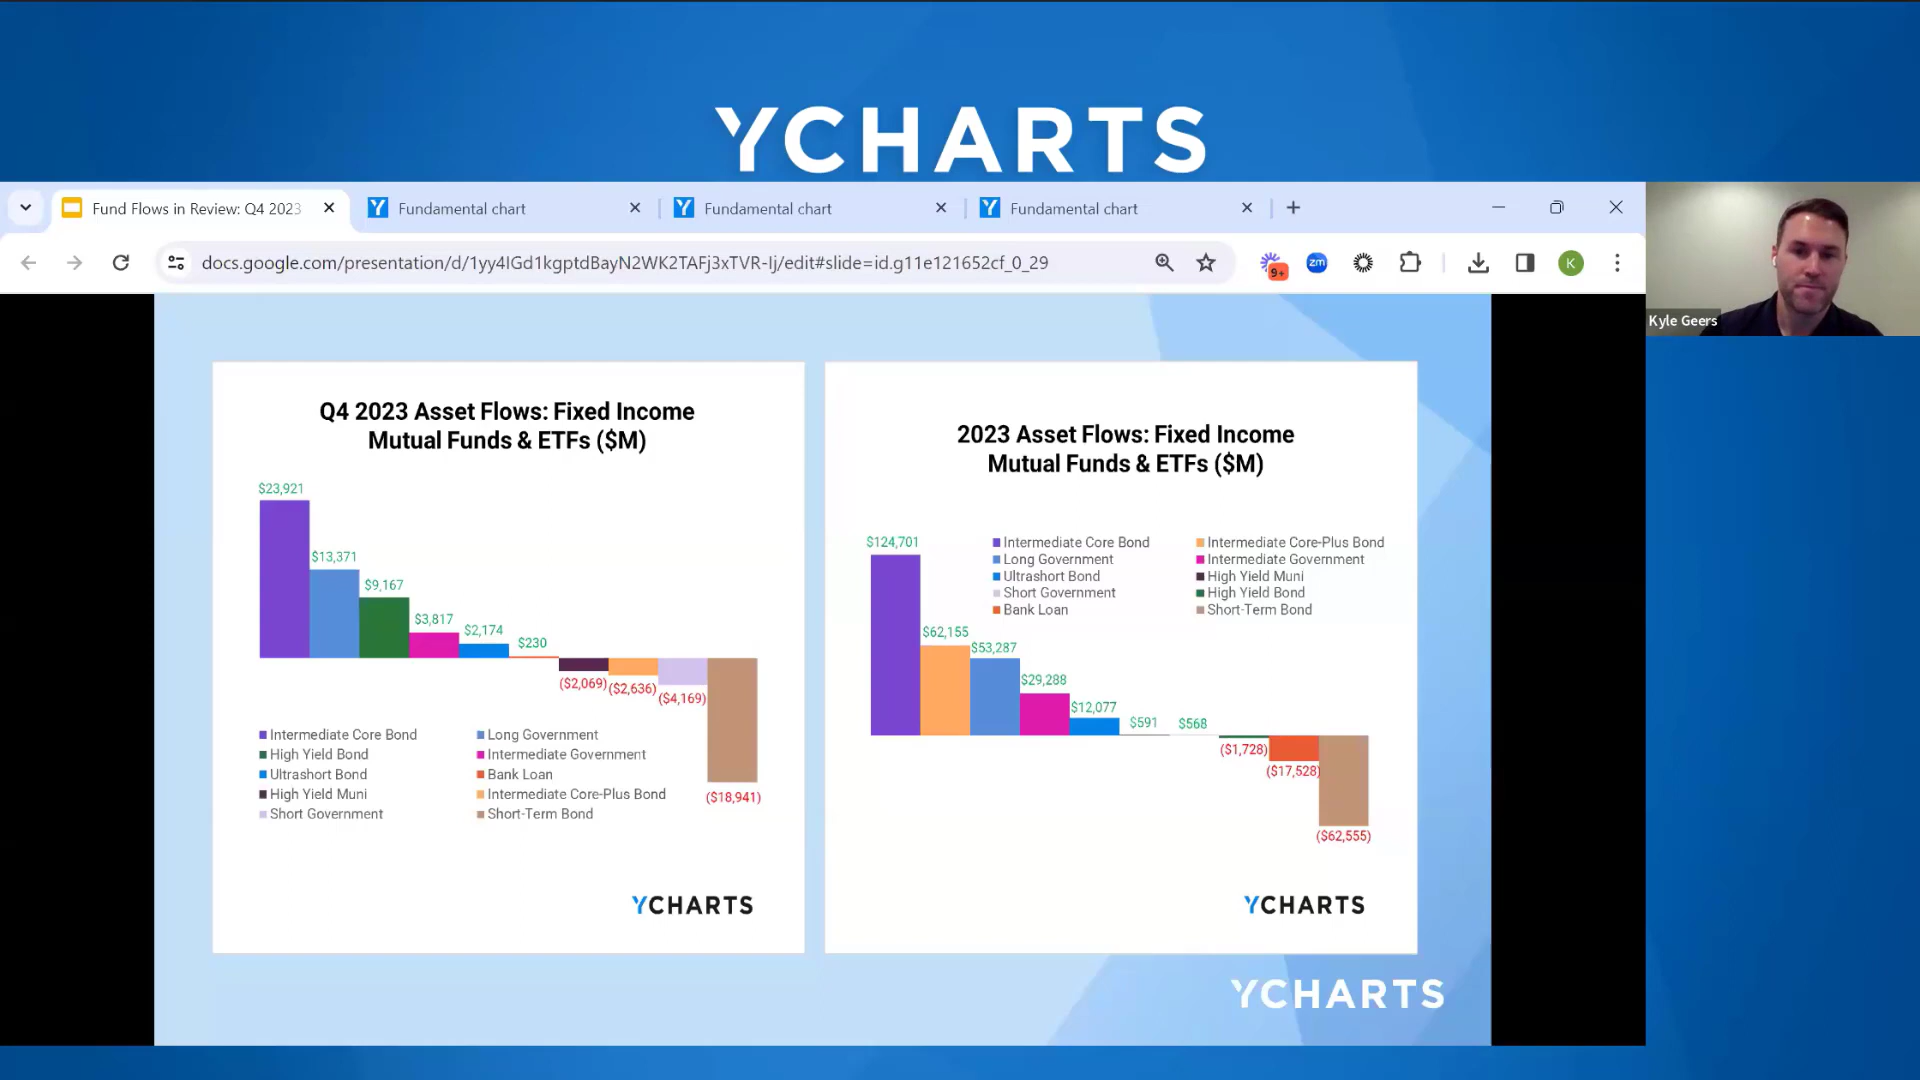 YCHARTS
Fund Flows in Review: Q4 2023
Fundamental chart
Fundamental chart
Fundamental chart
docs.google.com/presentation/d/1yy4IGd1kgptdBayN2WK2TAFj3xTVR-Ij/edit#slide=id.g11e121652cf_0_29
9+
zm
K
Kyle Geers
Q4 2023 Asset Flows: Fixed Income
Mutual Funds & ETFs ($M)
$23,921
$13,371
$9,167
$3,817
$2,174
$230
($2,069)
($2,636)
($4,169)
($18,941)
Intermediate Core Bond
Long Government
High Yield Bond
Intermediate Government
Ultrashort Bond
Bank Loan
High Yield Muni
Intermediate Core-Plus Bond
Short Government
Short-Term Bond
YCHARTS
2023 Asset Flows: Fixed Income
Mutual Funds & ETFs ($M)
Intermediate Core Bond
Intermediate Core-Plus Bond
Long Government
Intermediate Government
Ultrashort Bond
High Yield Muni
Short Government
High Yield Bond
Bank Loan
Short-Term Bond
$124,701
$62,155
$53,287
$29,288
$12,077
$591
$568
($1,728)
($17,528)
($62,555)
YCHARTS
YCHARTS